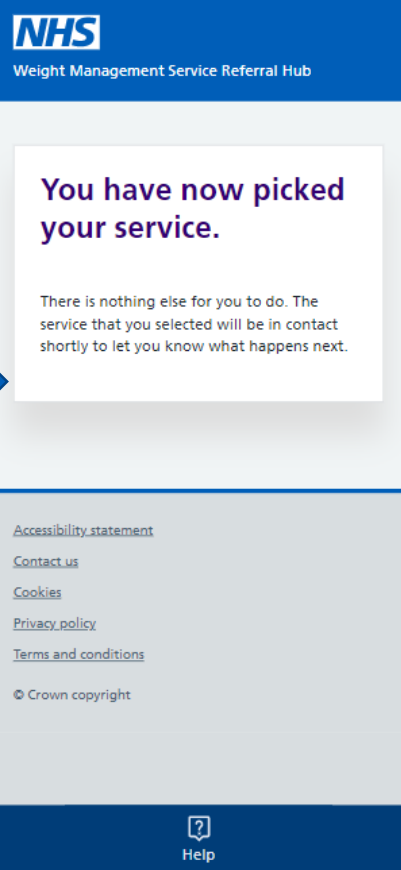 NHS
Weight Management Service Referral Hub
You have now picked
your service.
There is nothing else for you to do. The
service that you selected will be in contact
shortly to let you know what happens next.
Accessibility statement
Contact us
Cookies
Privacy policy
Terms and conditions
© Crown copyright
?
Help